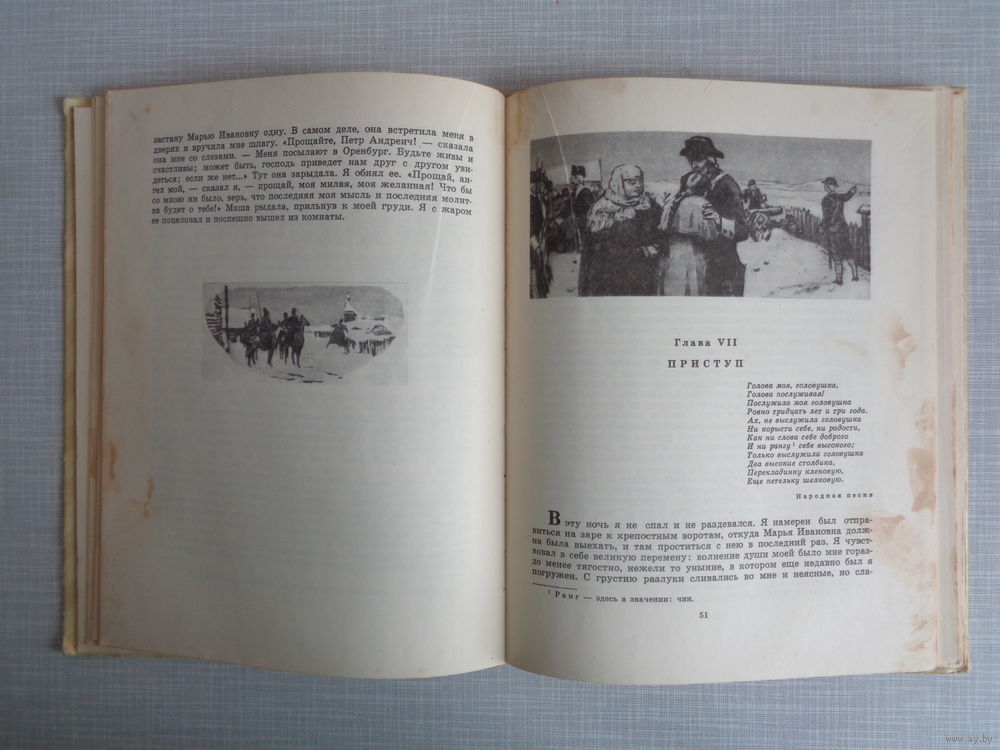 застану Марью Ивановну одну. В самом деле, она встретила меня в
дверях и вручила мне шпагу. «Прощайте, Петр Андреич! — сказала
она мне со слезами. — Меня посылают в Оренбург. Будьте живы и
счастливы; может быть, господь приведет нам друг с другом уви-
деться; если же нет...» Тут она зарыдала. Я обнял ее. «Прощай, ан-
гел мой, — сказал я, — прощай, моя милая, моя желанная! Что бы
со мною ни было, верь, что последняя моя мысль и последняя молит-
ва будет о тебе!» Маша рыдала, прильнув к моей груди. Я с жаром
ее поцеловал и поспешно вышел из комнаты.
Глава VII
ПРИСТУП
Голова моя, головушка,
Голова послуживая!
Послужила моя головушка
Ровно тридцать лет и три года.
Ах, не выслужила головушка
Ни корысти себе, ни радости,
Как ни слова себе доброго
И ни рангу ¹ себе высокого;
Только выслужила головушка
Два высокие столбика,
Перекладинку кленовую,
Еще петельку шелковую.
Народная песня
В эту ночь я не спал и не раздевался. Я намерен был отпра-
виться на заре к крепостным воротам, откуда Марья Ивановна долж-
на была выехать, и там проститься с нею в последний раз. Я чувст-
вовал в себе великую перемену: волнение души моей было мне гораз-
до менее тягостно, нежели то уныние, в котором еще недавно был я
погружен. С грустию разлуки сливались во мне и неясные, но сла-
¹ Ранг — здесь в значении: чин.
51
www.ay.by